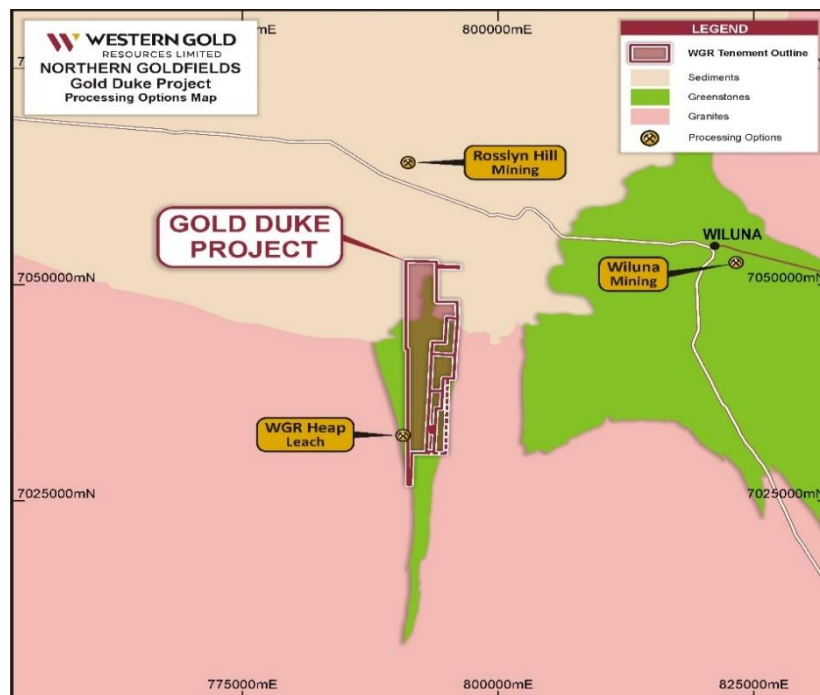 WESTERN GOLD
RESOURCES LIMITED
NORTHERN GOLDFIELDS
Gold Duke Project
Processing Options Map
800000mE
LEGEND
WGR Tenement Outline
Sediments
Greenstones
Granites
Processing Options
Rosslyn Hill
Mining
GOLD DUKE
PROJECT
WILUNA
Wiluna
Mining
7050000mN
7050000mN
WGR Heap
Leach
7025000mN
7025000mN
775000mE
800000mE
825000mE